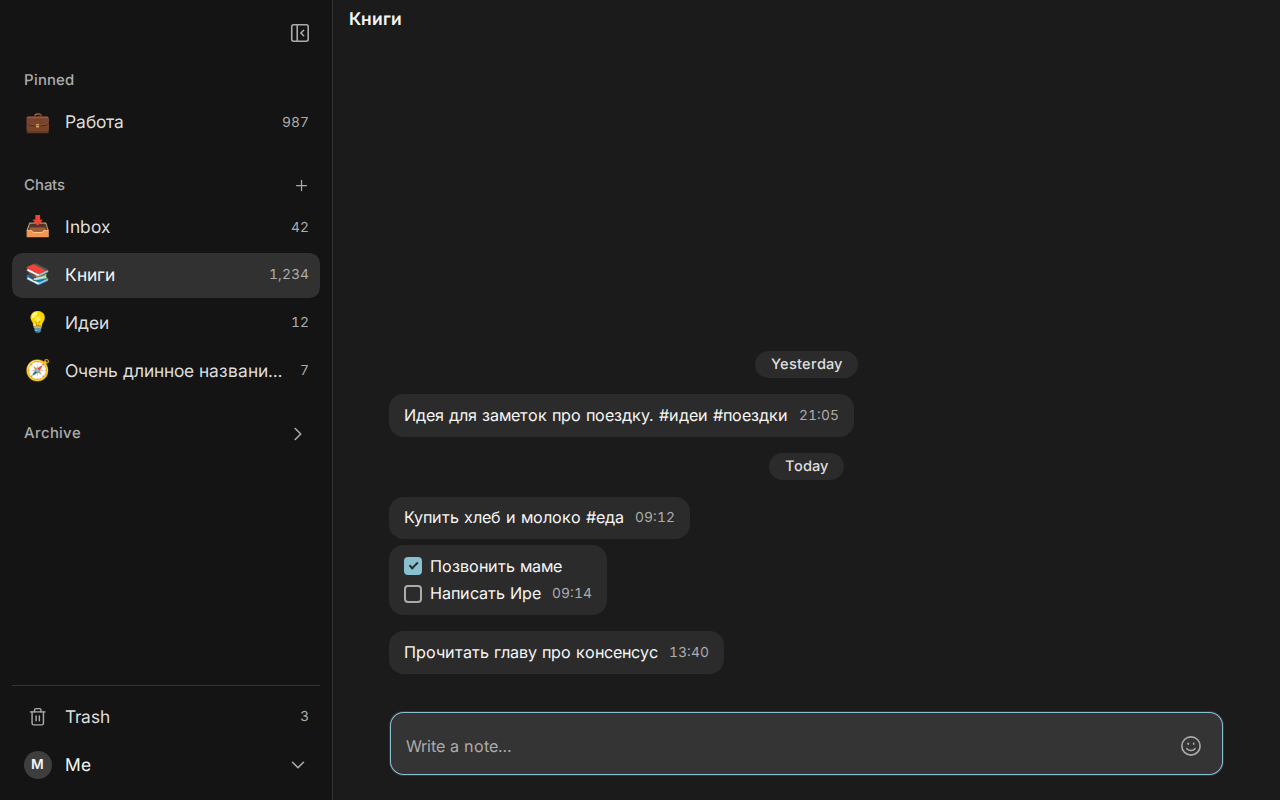 Книги
Pinned
Работа 987
Chats
Inbox 42
Книги 1,234
Идеи 12
Очень длинное названи... 7
Archive
Yesterday
Идея для заметок про поездку. #идеи #поездки 21:05
Today
Купить хлеб и молоко #еда 09:12
Позвонить маме
Написать Ире 09:14
Прочитать главу про консенсус 13:40
Write a note...
Trash 3
M Me